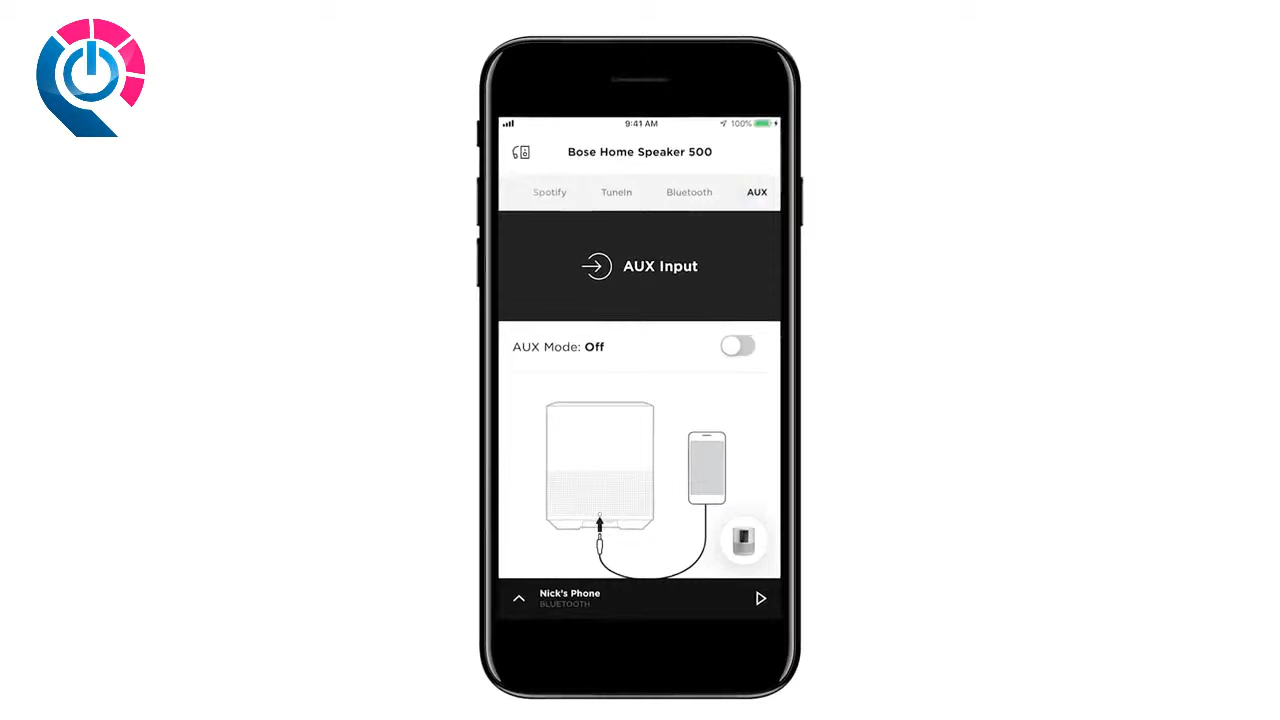 9:41 AM
100%
Bose Home Speaker 500
Spotify TuneIn Bluetooth AUX
AUX Input
AUX Mode: Off
Nick's Phone
BLUETOOTH